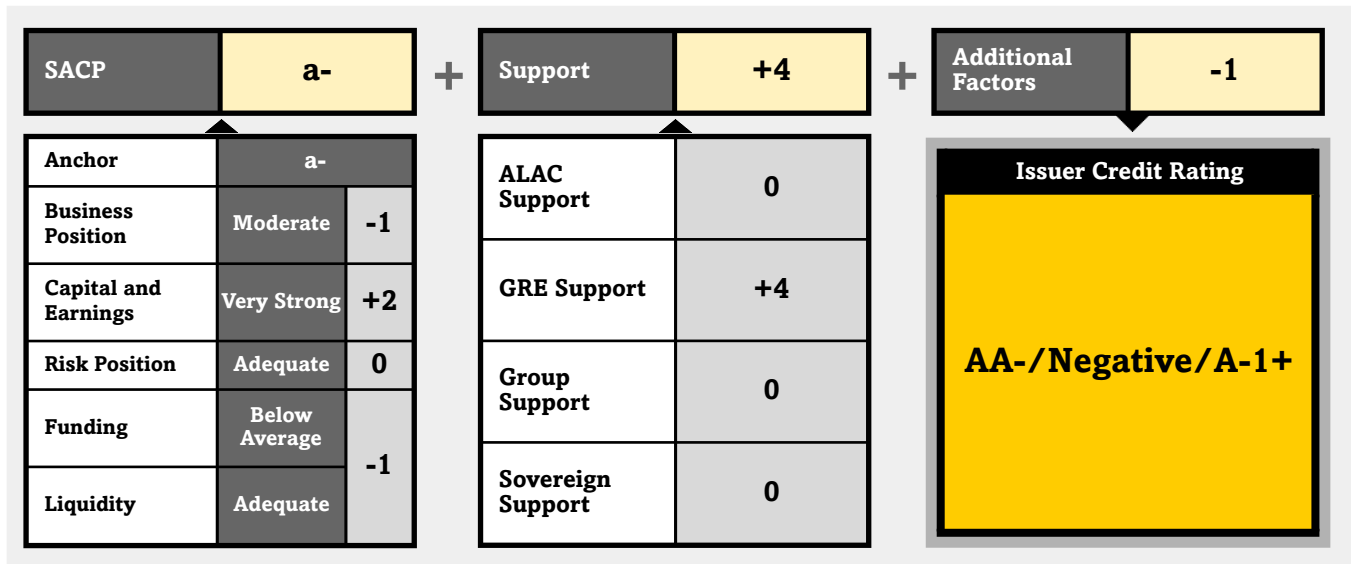 SACP
a-
+
Support
+4
+
Additional
Factors
-1
Anchor
a-
Business
Position
Moderate
-1
Capital and
Earnings
Very Strong
+2
Risk Position
Adequate
0
Funding
Below
Average
-1
Liquidity
Adequate
ALAC
Support
0
GRE Support
+4
Group
Support
0
Sovereign
Support
0
Issuer Credit Rating
AA-/Negative/A-1+